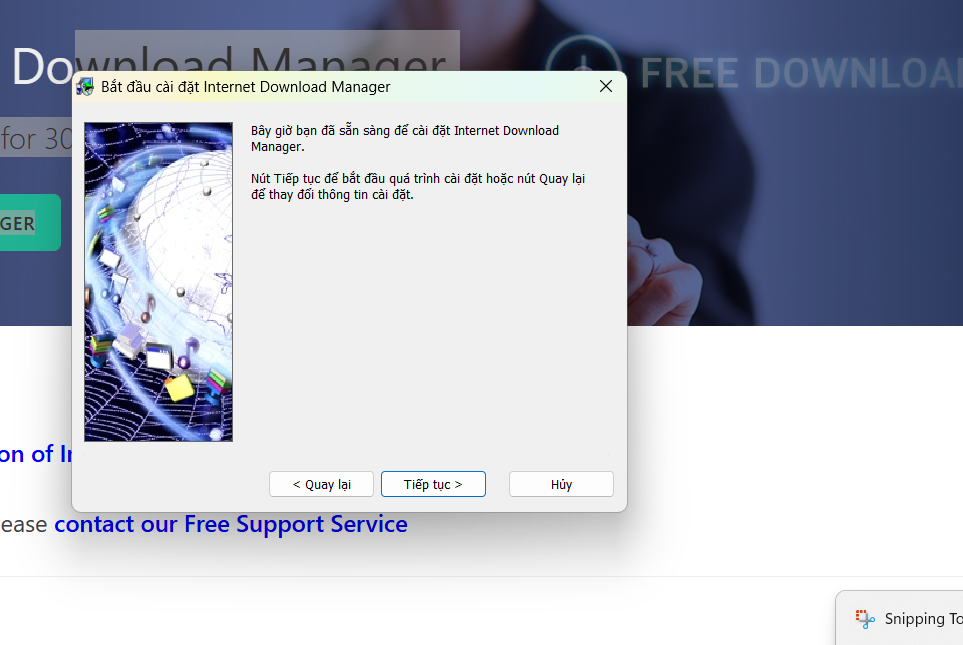 Download Manager
FREE DOWNLOA
Bắt đầu cài đặt Internet Download Manager
for 30
Bây giờ bạn đã sẵn sàng để cài đặt Internet Download
Manager.
Nút Tiếp tục để bắt đầu quá trình cài đặt hoặc nút Quay lại
để thay đổi thông tin cài đặt.
GER
on of In
< Quay lại
Tiếp tục >
Hủy
ease contact our Free Support Service
Snipping To